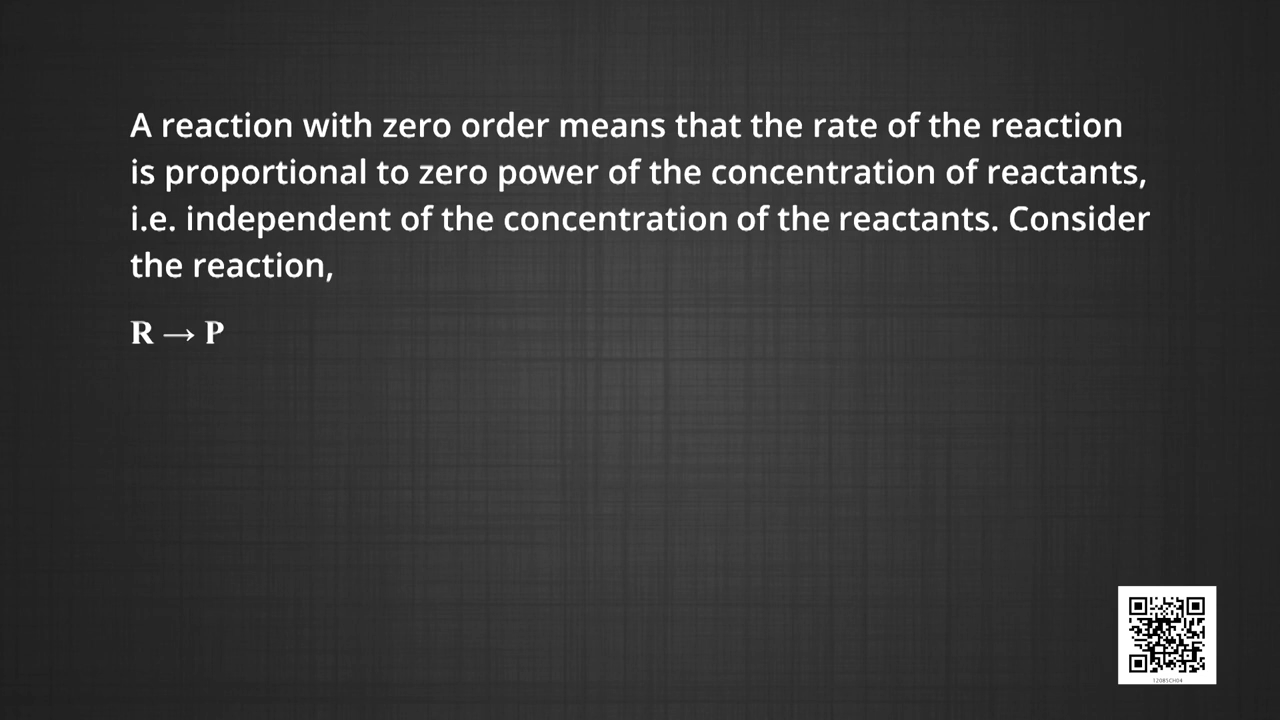 A reaction with zero order means that the rate of the reaction
is proportional to zero power of the concentration of reactants,
i.e. independent of the concentration of the reactants. Consider
the reaction,
R → P
12085CH04